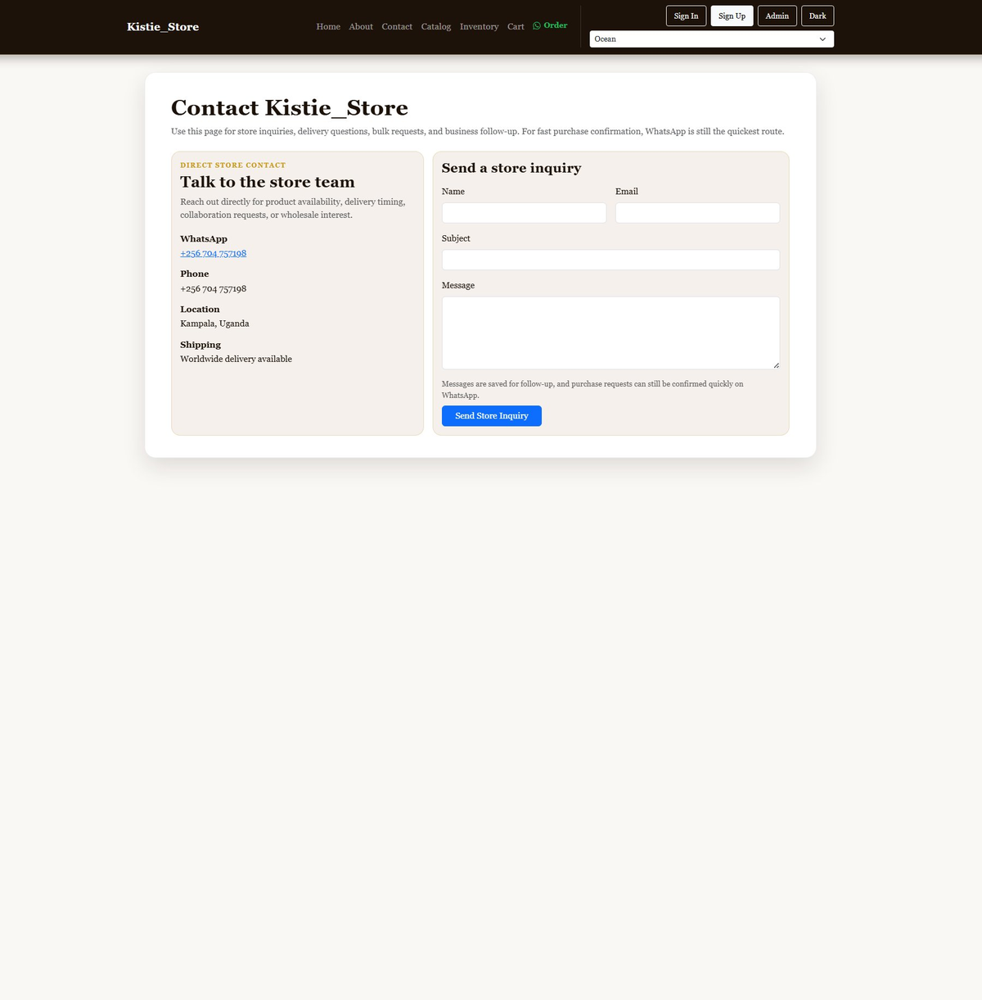 Kistie_Store
Home About Contact Catalog Inventory Cart Order
Sign In Sign Up Admin Dark
Ocean
Contact Kistie_Store
Use this page for store inquiries, delivery questions, bulk requests, and business follow-up. For fast purchase confirmation, WhatsApp is still the quickest route.
DIRECT STORE CONTACT
Talk to the store team
Reach out directly for product availability, delivery timing,
collaboration requests, or wholesale interest.
WhatsApp
+256 704 757198
Phone
+256 704 757198
Location
Kampala, Uganda
Shipping
Worldwide delivery available
Send a store inquiry
Name Email
Subject
Message
Messages are saved for follow-up, and purchase requests can still be confirmed quickly on
WhatsApp.
Send Store Inquiry